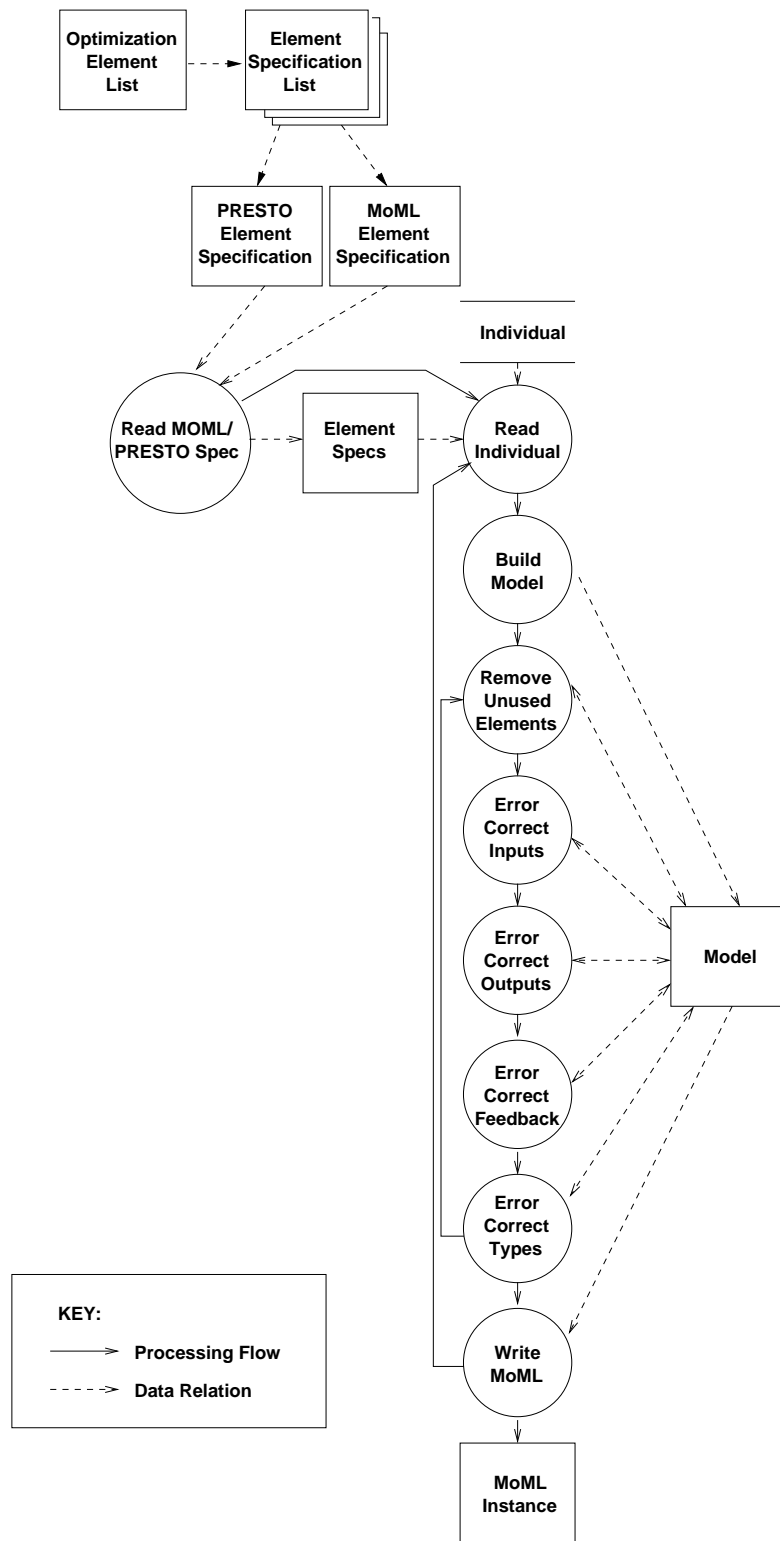 Optimization
Element
List
Element
Specification
List
PRESTO
Element
Specification
MoML
Element
Specification
Individual
Read MOML/
PRESTO Spec
Element
Specs
Read
Individual
Build
Model
Remove
Unused
Elements
Error
Correct
Inputs
Error
Correct
Outputs
Model
Error
Correct
Feedback
Error
Correct
Types
KEY:
Processing Flow
Data Relation
Write
MoML
MoML
Instance